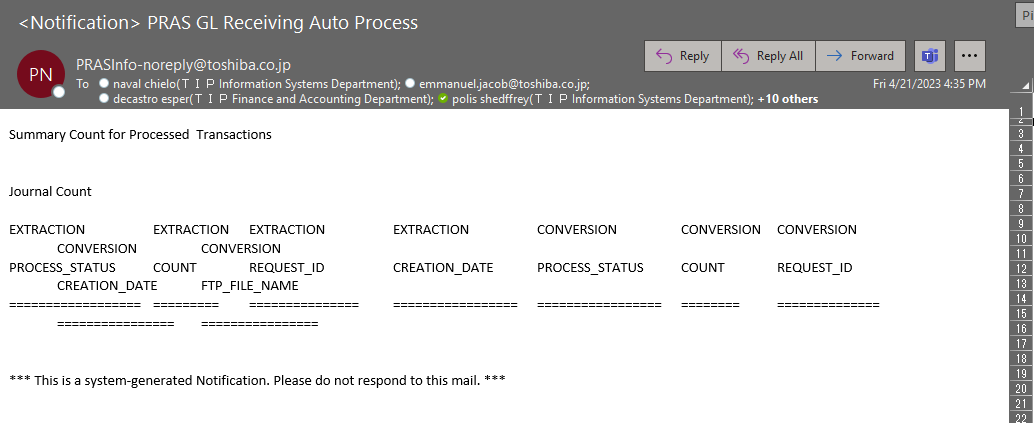 <Notification> PRAS GL Receiving Auto Process
Pi
PN
PRASInfo-noreply@toshiba.co.jp
Reply
Reply All
Forward
To naval chielo(ＴＩＰ Information Systems Department); emmanuel.jacob@toshiba.co.jp;
decastro esper(ＴＩＰ Finance and Accounting Department); polis shedffrey(ＴＩＰ Information Systems Department); +10 others
Fri 4/21/2023 4:35 PM
Summary Count for Processed  Transactions
Journal Count
EXTRACTION EXTRACTION EXTRACTION EXTRACTION CONVERSION CONVERSION CONVERSION
CONVERSION CONVERSION
PROCESS_STATUS COUNT REQUEST_ID CREATION_DATE PROCESS_STATUS COUNT REQUEST_ID
CREATION_DATE FTP_FILE_NAME
================== ========= =============== ================= ================= ======== ==============
================ ================
*** This is a system-generated Notification. Please do not respond to this mail. ***
1
2
3
4
5
6
7
8
9
10
11
12
13
14
15
16
17
18
19
20
21
22